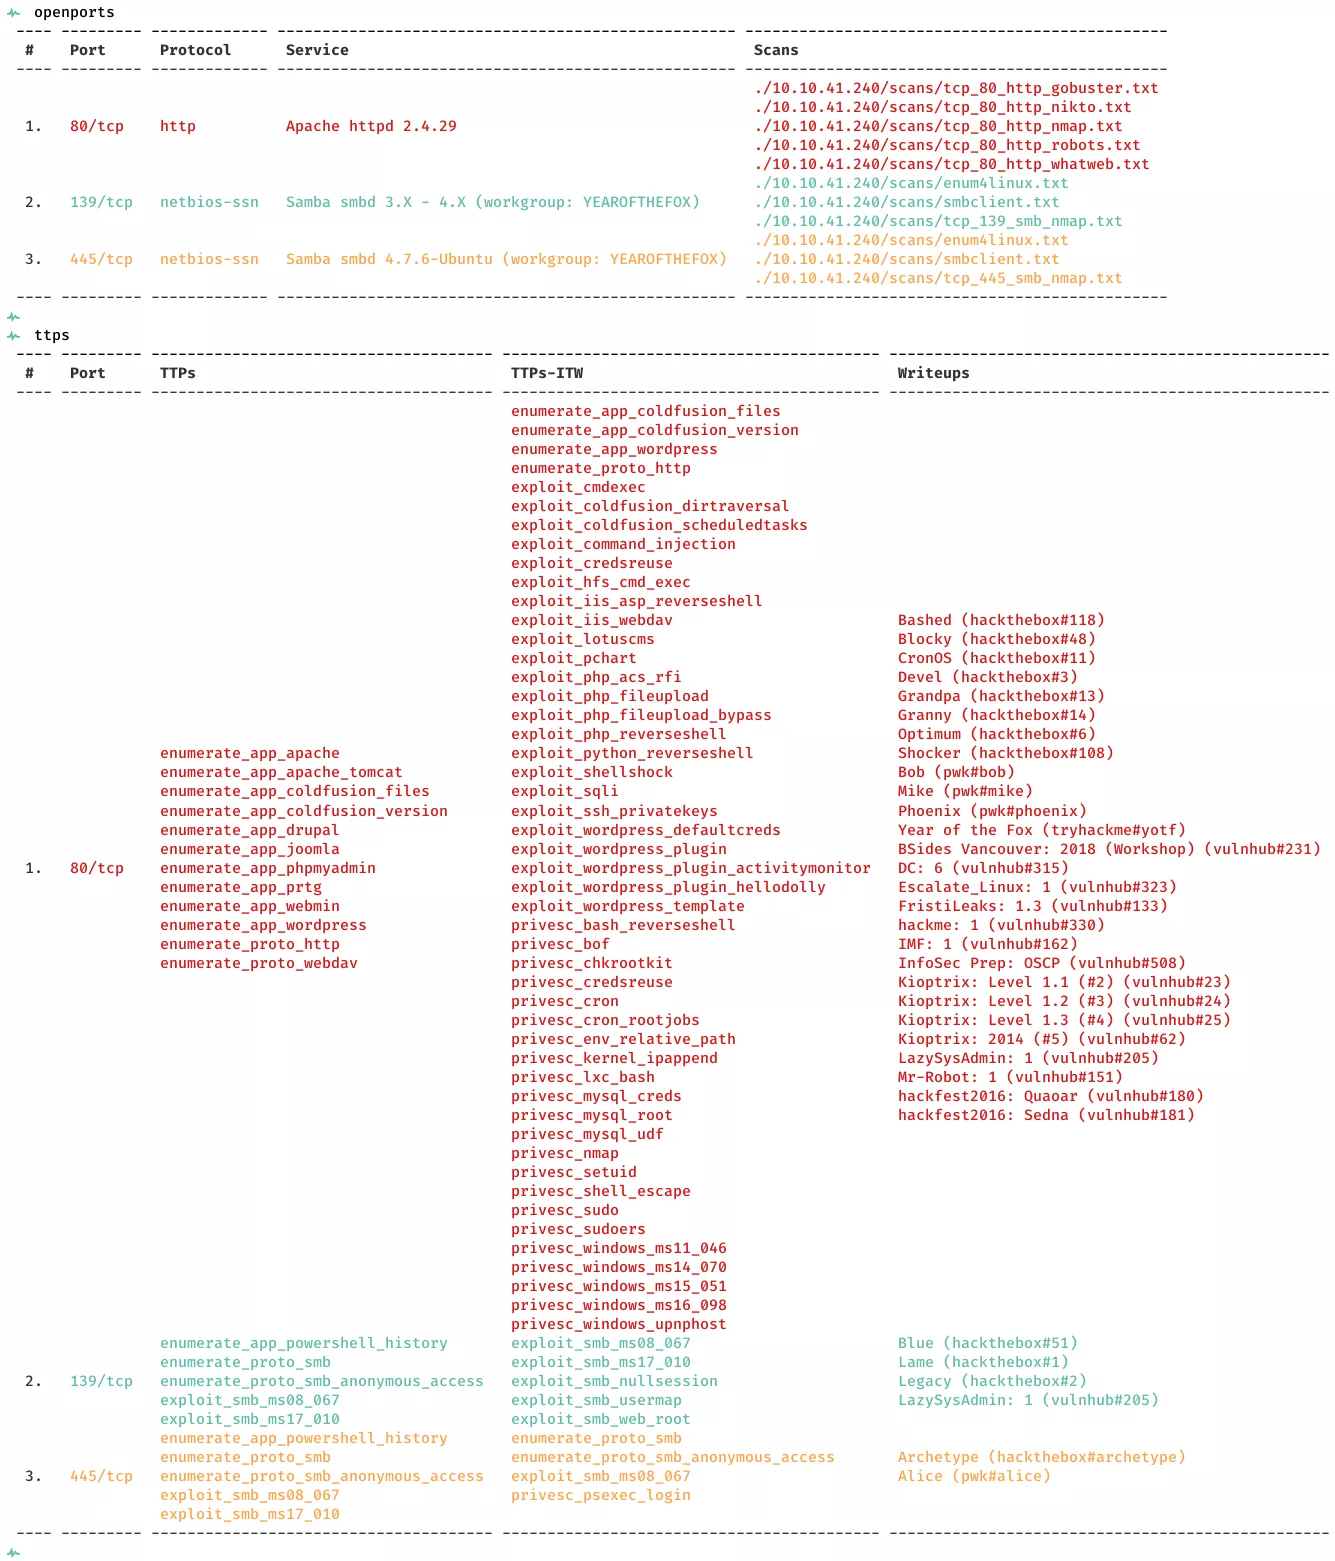 openports
---- --------- ------------- --------------------------------------------------- -----------------------------------------------
# Port Protocol Service Scans
---- --------- ------------- --------------------------------------------------- -----------------------------------------------
./10.10.41.240/scans/tcp_80_http_gobuster.txt
./10.10.41.240/scans/tcp_80_http_nikto.txt
1. 80/tcp http Apache httpd 2.4.29 ./10.10.41.240/scans/tcp_80_http_nmap.txt
./10.10.41.240/scans/tcp_80_http_robots.txt
./10.10.41.240/scans/tcp_80_http_whatweb.txt
./10.10.41.240/scans/enum4linux.txt
2. 139/tcp netbios-ssn Samba smbd 3.X - 4.X (workgroup: YEAROFTHEFOX) ./10.10.41.240/scans/smbclient.txt
./10.10.41.240/scans/tcp_139_smb_nmap.txt
./10.10.41.240/scans/enum4linux.txt
3. 445/tcp netbios-ssn Samba smbd 4.7.6-Ubuntu (workgroup: YEAROFTHEFOX) ./10.10.41.240/scans/smbclient.txt
./10.10.41.240/scans/tcp_445_smb_nmap.txt
---- --------- ------------- --------------------------------------------------- -----------------------------------------------
ttps
---- --------- -------------------------------------- ------------------------------------------ -------------------------------------------------
# Port TTPs TTPs-ITW Writeups
---- --------- -------------------------------------- ------------------------------------------ -------------------------------------------------
enumerate_app_coldfusion_files
enumerate_app_coldfusion_version
enumerate_app_wordpress
enumerate_proto_http
exploit_cmdexec
exploit_coldfusion_dirtraversal
exploit_coldfusion_scheduledtasks
exploit_command_injection
exploit_credsreuse
exploit_hfs_cmd_exec
exploit_iis_asp_reverseshell
exploit_iis_webdav Bashed (hackthebox#118)
exploit_lotuscms Blocky (hackthebox#48)
exploit_pchart CronOS (hackthebox#11)
exploit_php_acs_rfi Devel (hackthebox#3)
exploit_php_fileupload Grandpa (hackthebox#13)
exploit_php_fileupload_bypass Granny (hackthebox#14)
exploit_php_reverseshell Optimum (hackthebox#6)
enumerate_app_apache exploit_python_reverseshell Shocker (hackthebox#108)
enumerate_app_apache_tomcat exploit_shellshock Bob (pwk#bob)
enumerate_app_coldfusion_files exploit_sqli Mike (pwk#mike)
enumerate_app_coldfusion_version exploit_ssh_privatekeys Phoenix (pwk#phoenix)
enumerate_app_drupal exploit_wordpress_defaultcreds Year of the Fox (tryhackme#yotf)
enumerate_app_joomla exploit_wordpress_plugin BSides Vancouver: 2018 (Workshop) (vulnhub#231)
1. 80/tcp enumerate_app_phpmyadmin exploit_wordpress_plugin_activitymonitor DC: 6 (vulnhub#315)
enumerate_app_prtg exploit_wordpress_plugin_hellodolly Escalate_Linux: 1 (vulnhub#323)
enumerate_app_webmin exploit_wordpress_template FristiLeaks: 1.3 (vulnhub#133)
enumerate_app_wordpress privesc_bash_reverseshell hackme: 1 (vulnhub#330)
enumerate_proto_http privesc_bof IMF: 1 (vulnhub#162)
enumerate_proto_webdav privesc_chkrootkit InfoSec Prep: OSCP (vulnhub#508)
privesc_credsreuse Kioptrix: Level 1.1 (#2) (vulnhub#23)
privesc_cron Kioptrix: Level 1.2 (#3) (vulnhub#24)
privesc_cron_rootjobs Kioptrix: Level 1.3 (#4) (vulnhub#25)
privesc_env_relative_path Kioptrix: 2014 (#5) (vulnhub#62)
privesc_kernel_ipappend LazySysAdmin: 1 (vulnhub#205)
privesc_lxc_bash Mr-Robot: 1 (vulnhub#151)
privesc_mysql_creds hackfest2016: Quaoar (vulnhub#180)
privesc_mysql_root hackfest2016: Sedna (vulnhub#181)
privesc_mysql_udf
privesc_nmap
privesc_setuid
privesc_shell_escape
privesc_sudo
privesc_sudoers
privesc_windows_ms11_046
privesc_windows_ms14_070
privesc_windows_ms15_051
privesc_windows_ms16_098
privesc_windows_upnphost
enumerate_app_powershell_history exploit_smb_ms08_067 Blue (hackthebox#51)
enumerate_proto_smb exploit_smb_ms17_010 Lame (hackthebox#1)
2. 139/tcp enumerate_proto_smb_anonymous_access exploit_smb_nullsession Legacy (hackthebox#2)
exploit_smb_ms08_067 exploit_smb_usermap LazySysAdmin: 1 (vulnhub#205)
exploit_smb_ms17_010 exploit_smb_web_root
enumerate_app_powershell_history enumerate_proto_smb
enumerate_proto_smb enumerate_proto_smb_anonymous_access Archetype (hackthebox#archetype)
3. 445/tcp enumerate_proto_smb_anonymous_access exploit_smb_ms08_067 Alice (pwk#alice)
exploit_smb_ms08_067 privesc_psexec_login
exploit_smb_ms17_010
---- --------- -------------------------------------- ------------------------------------------ -------------------------------------------------